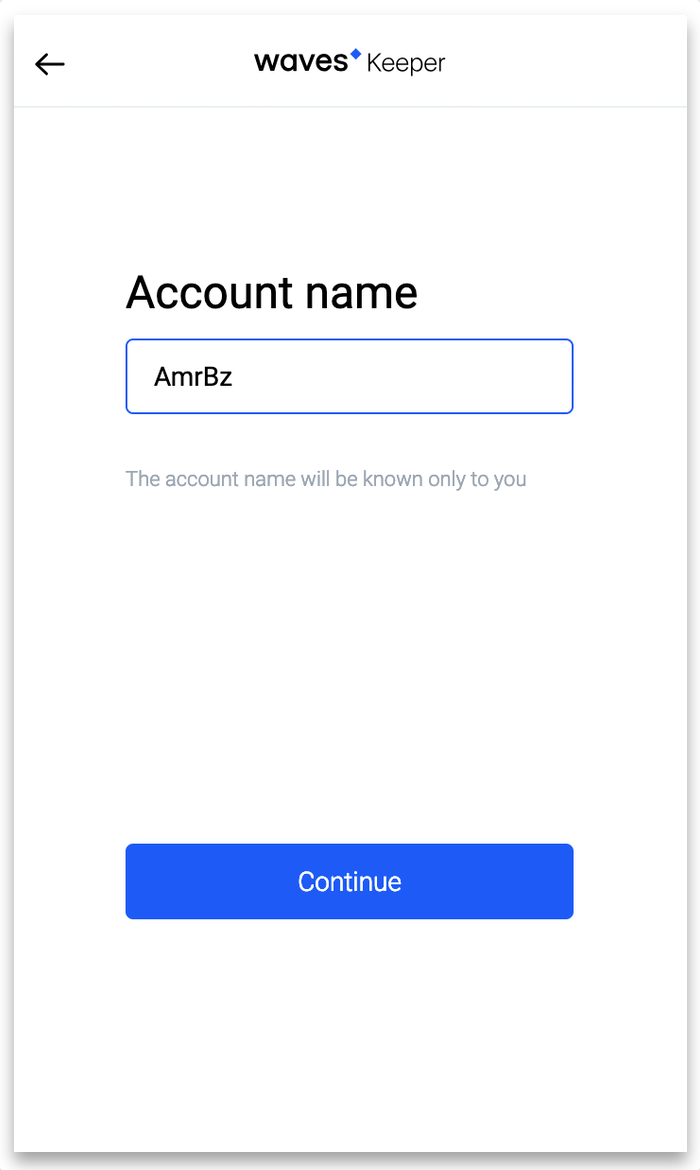 waves Keeper
Account name
AmrBz
The account name will be known only to you
Continue